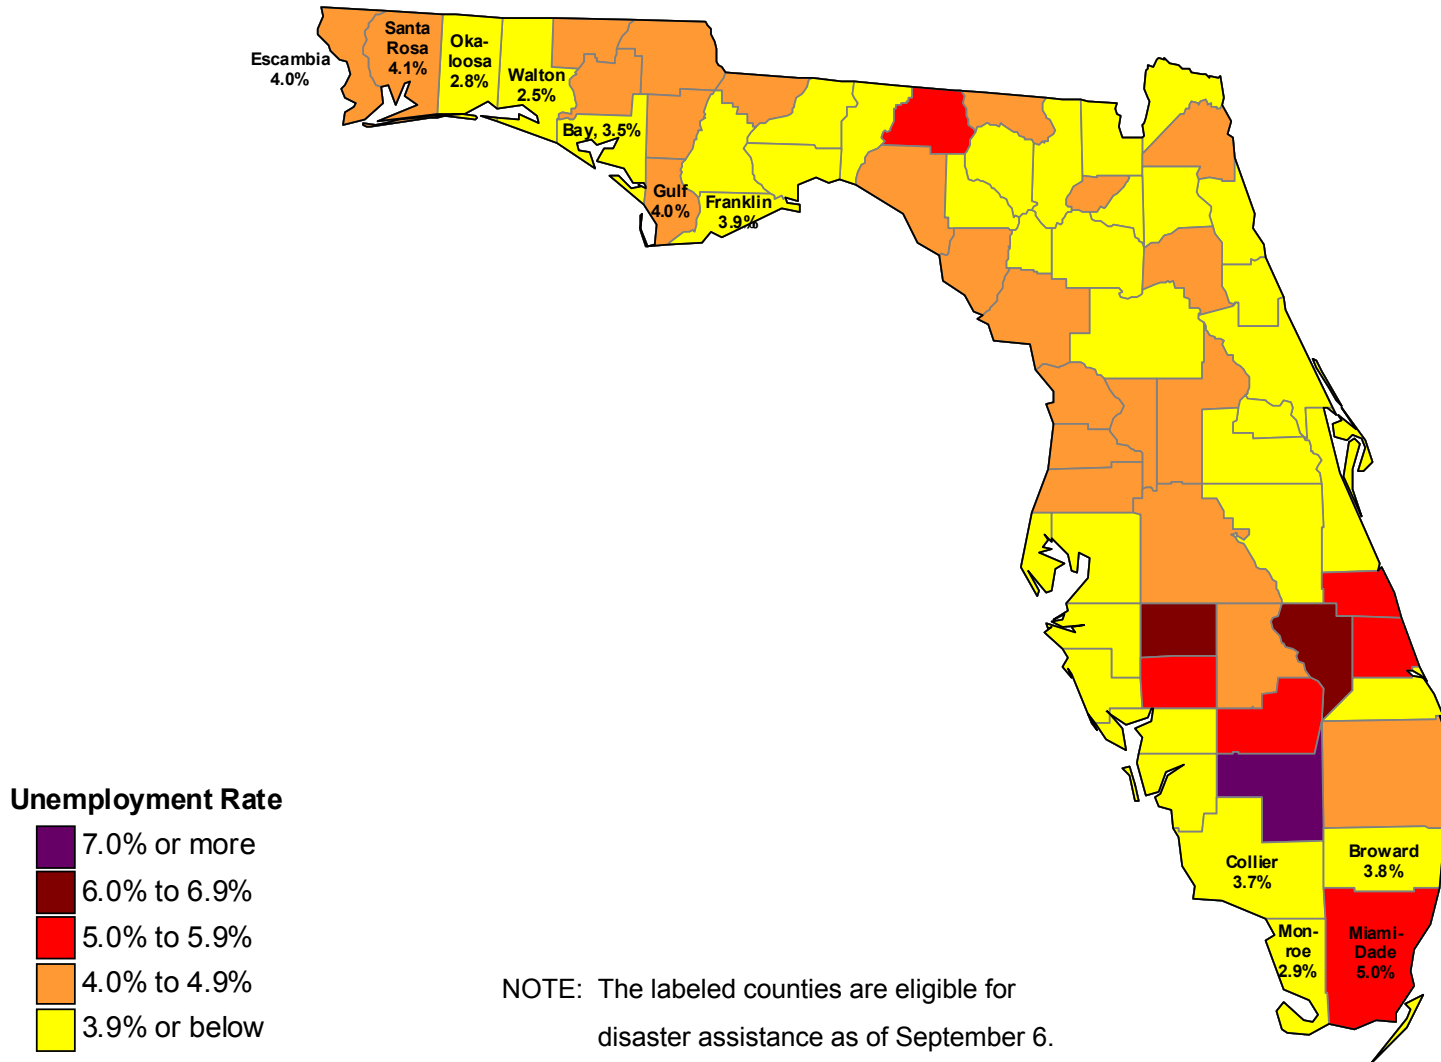 Escambia
4.0%
Santa
Rosa
4.1%
Oka-
loosa
2.8%
Walton
2.5%
Bay, 3.5%
Gulf
4.0%
Franklin
3.9%
Unemployment Rate
7.0% or more
6.0% to 6.9%
5.0% to 5.9%
4.0% to 4.9%
3.9% or below
Collier
3.7%
Broward
3.8%
Mon-
roe
2.9%
Miami-
Dade
5.0%
NOTE: The labeled counties are eligible for
disaster assistance as of September 6.